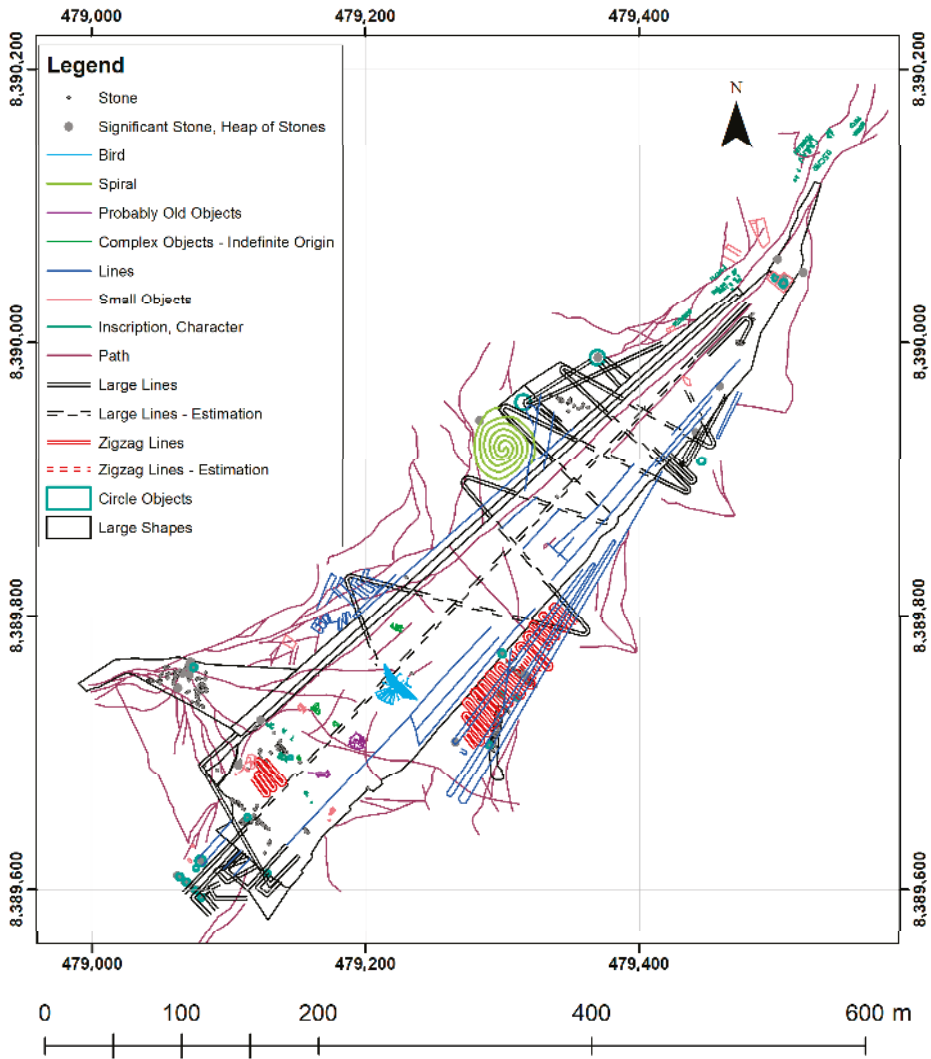 479,000 479,200 479,400
8,390,200 8,390,200
Legend
Stone
Significant Stone, Heap of Stones
Bird
Spiral
Probably Old Objects
Complex Objects - Indefinite Origin
Lines
Small Objects
Inscription, Character
Path
Large Lines
Large Lines - Estimation
Zigzag Lines
Zigzag Lines - Estimation
Circle Objects
Large Shapes
N
8,390,000 8,390,000
8,389,800 8,389,800
8,389,600 8,389,600
479,000 479,200 479,400
0 100 200 400 600 m